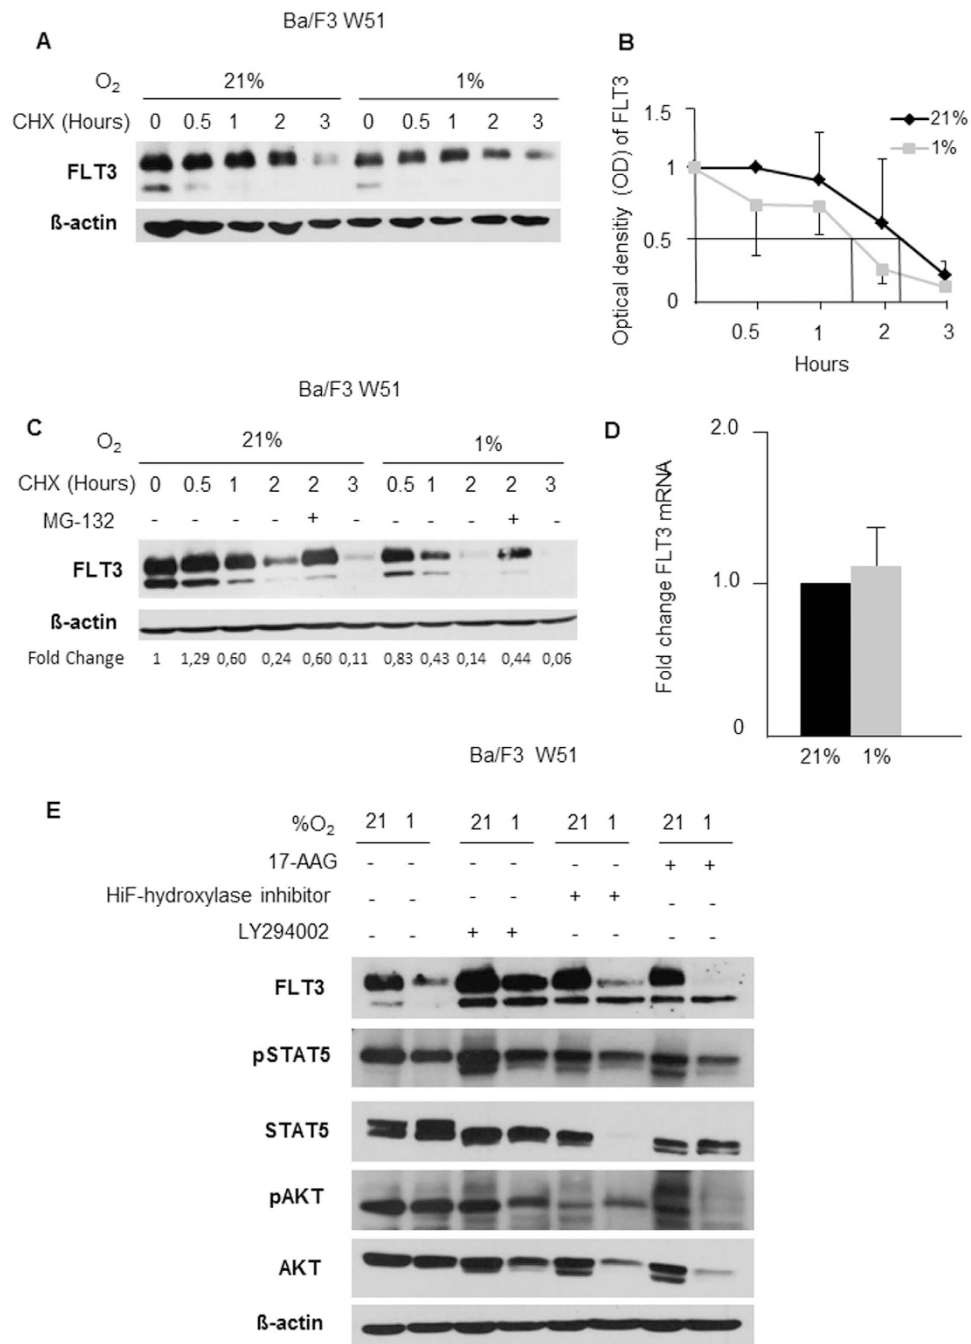 Ba/F3 W51
A
O2 21% 1%
CHX (Hours) 0 0.5 1 2 3 0 0.5 1 2 3
FLT3
ß-actin
B
Optical densitiy (OD) of FLT3
1.5
1
0.5
0
21%
1%
0.5 1 2 3
Hours
Ba/F3 W51
C
O2 21% 1%
CHX (Hours) 0 0.5 1 2 2 3 0.5 1 2 2 3
MG-132 - - - - + - - - - + -
FLT3
ß-actin
Fold Change 1 1,29 0,60 0,24 0,60 0,11 0,83 0,43 0,14 0,44 0,06
D
Fold change FLT3 mRNA
2.0
1.0
0
21% 1%
Ba/F3 W51
E
%O2 21 1 21 1 21 1 21 1
17-AAG - - - - - - + +
HiF-hydroxylase inhibitor - - - - + + - -
LY294002 - - + + - - - -
FLT3
pSTAT5
STAT5
pAKT
AKT
ß-actin